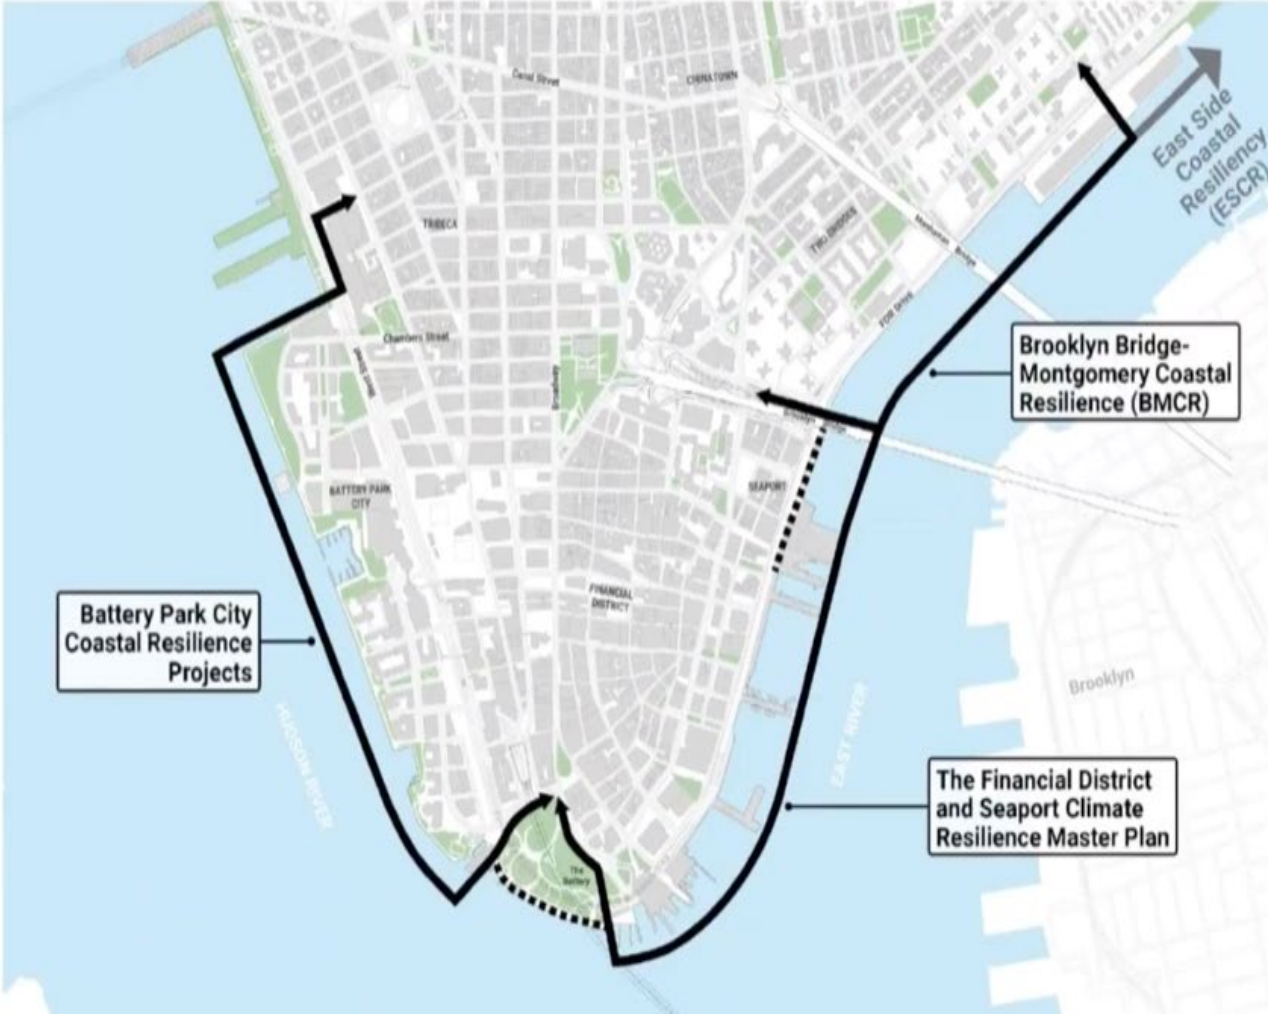 Canal Street
CHINATOWN
East Side
Coastal
Resiliency
(ESCR)
TRIBECA
TWO BRIDGES
Manhattan Bridge
FDR DRIVE
Chambers Street
West Street
Broadway
Brooklyn Bridge
Brooklyn Bridge-
Montgomery Coastal
Resilience (BMCR)
BATTERY PARK
CITY
SEAPORT
FINANCIAL
DISTRICT
Battery Park City
Coastal Resilience
Projects
HUDSON RIVER
EAST RIVER
Brooklyn
The Financial District
and Seaport Climate
Resilience Master Plan
The
Battery